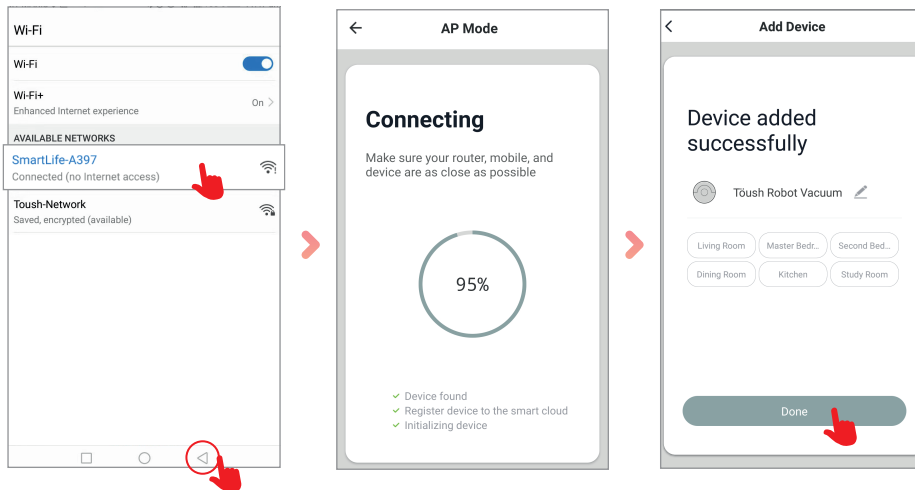 Wi-Fi
Wi-Fi
Wi-Fi+
Enhanced Internet experience
On
AVAILABLE NETWORKS
SmartLife-A397
Connected (no Internet access)
Toush-Network
Saved, encrypted (available)
AP Mode
Connecting
Make sure your router, mobile, and
device are as close as possible
95%
Device found
Register device to the smart cloud
Initializing device
Add Device
Device added
successfully
Töush Robot Vacuum
Living Room
Master Bedr...
Second Bed...
Dining Room
Kitchen
Study Room
Done